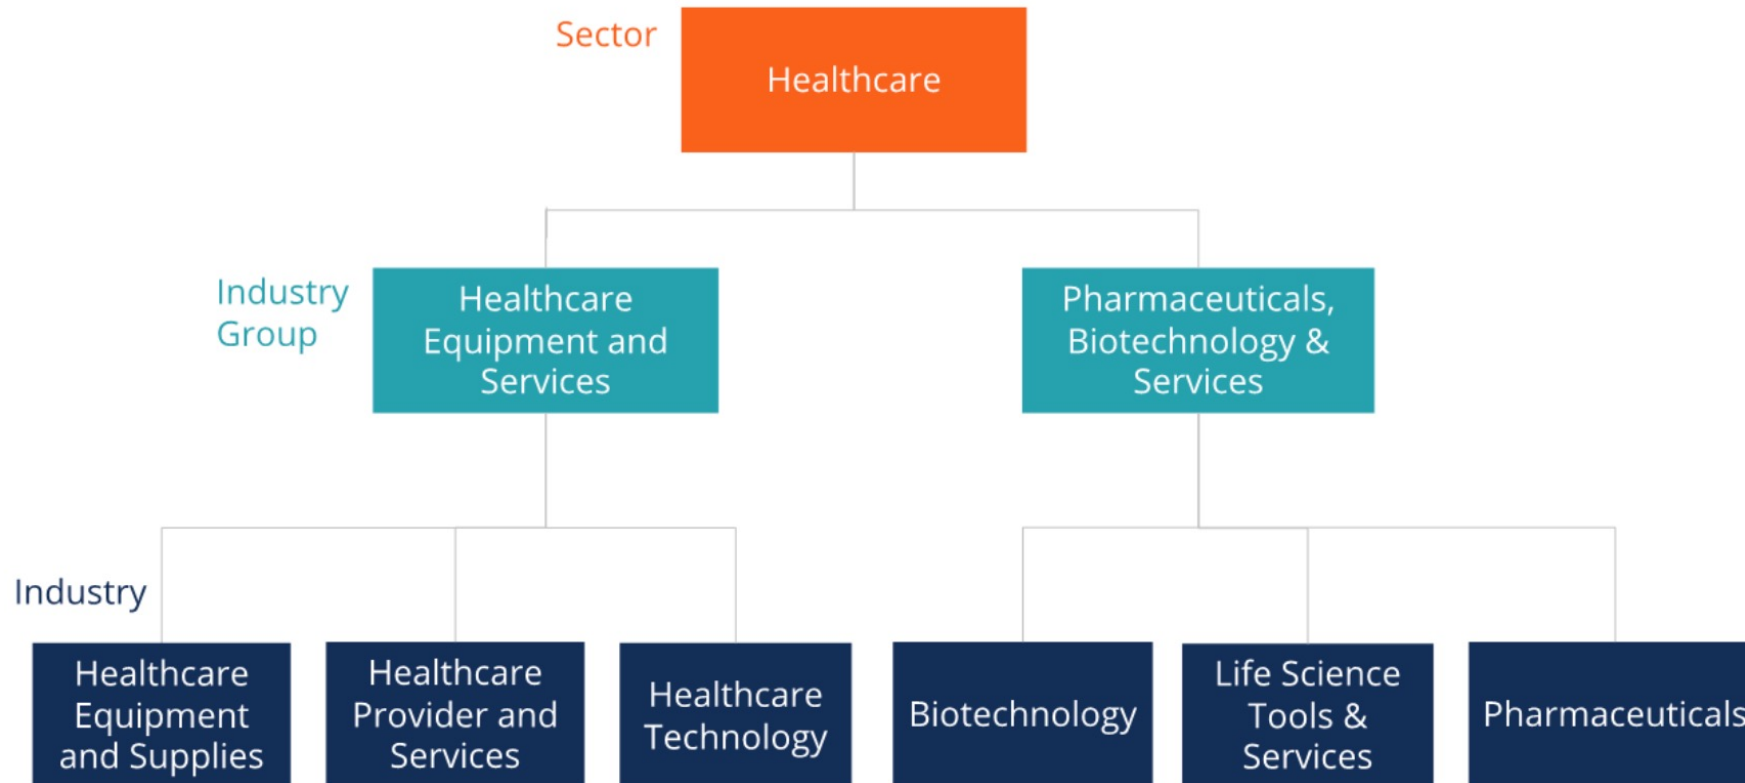 Sector
Healthcare
Industry
Group
Healthcare
Equipment and
Services
Pharmaceuticals,
Biotechnology &
Services
Industry
Healthcare
Equipment
and Supplies
Healthcare
Provider and
Services
Healthcare
Technology
Biotechnology
Life Science
Tools &
Services
Pharmaceuticals